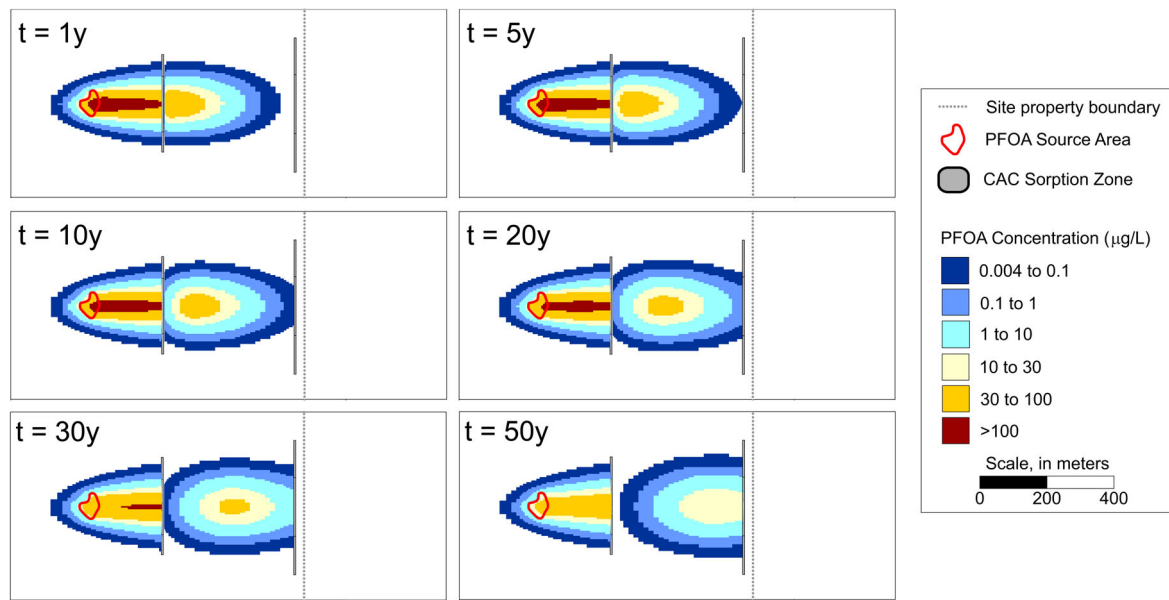 t = 1y
t = 5y
t = 10y
t = 20y
t = 30y
t = 50y
Site property boundary
PFOA Source Area
CAC Sorption Zone
PFOA Concentration (μg/L)
0.004 to 0.1
0.1 to 1
1 to 10
10 to 30
30 to 100
>100
Scale, in meters
0 200 400